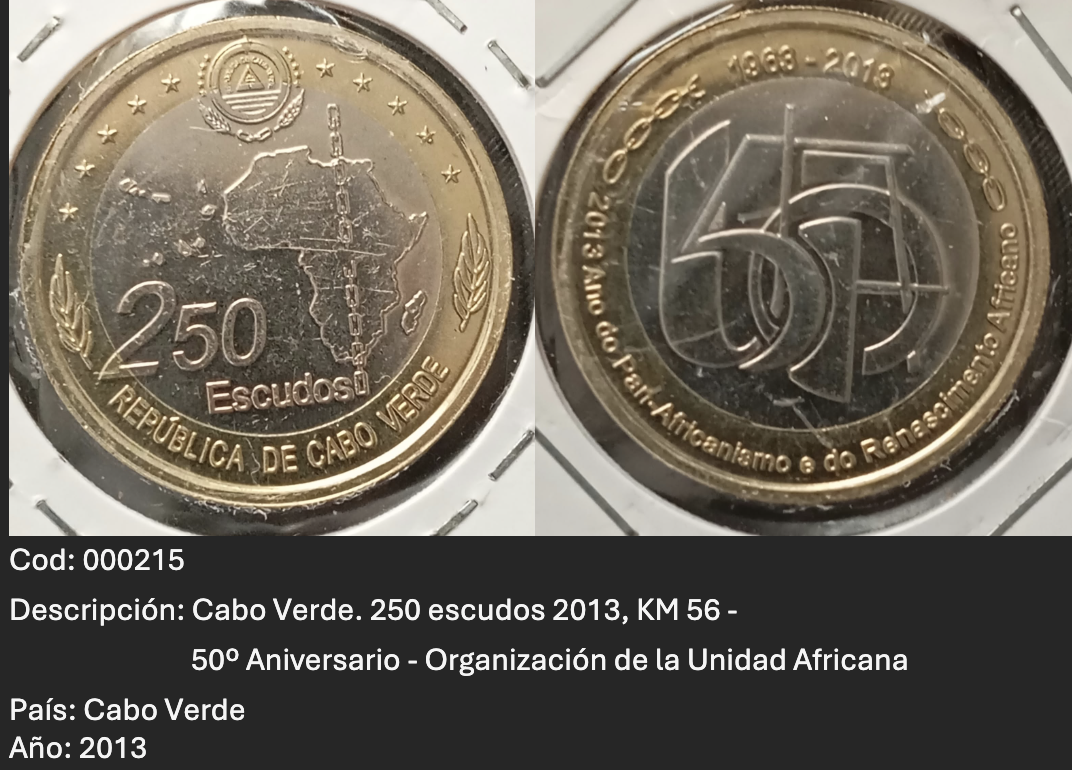 250
Escudos
REPÚBLICA DE CABO VERDE
1963 - 2013
50
2013 Ano do Pan-Africanismo e do Renascimento Africano
Cod: 000215
Descripción: Cabo Verde. 250 escudos 2013, KM 56 -
50º Aniversario - Organización de la Unidad Africana
País: Cabo Verde
Año: 2013